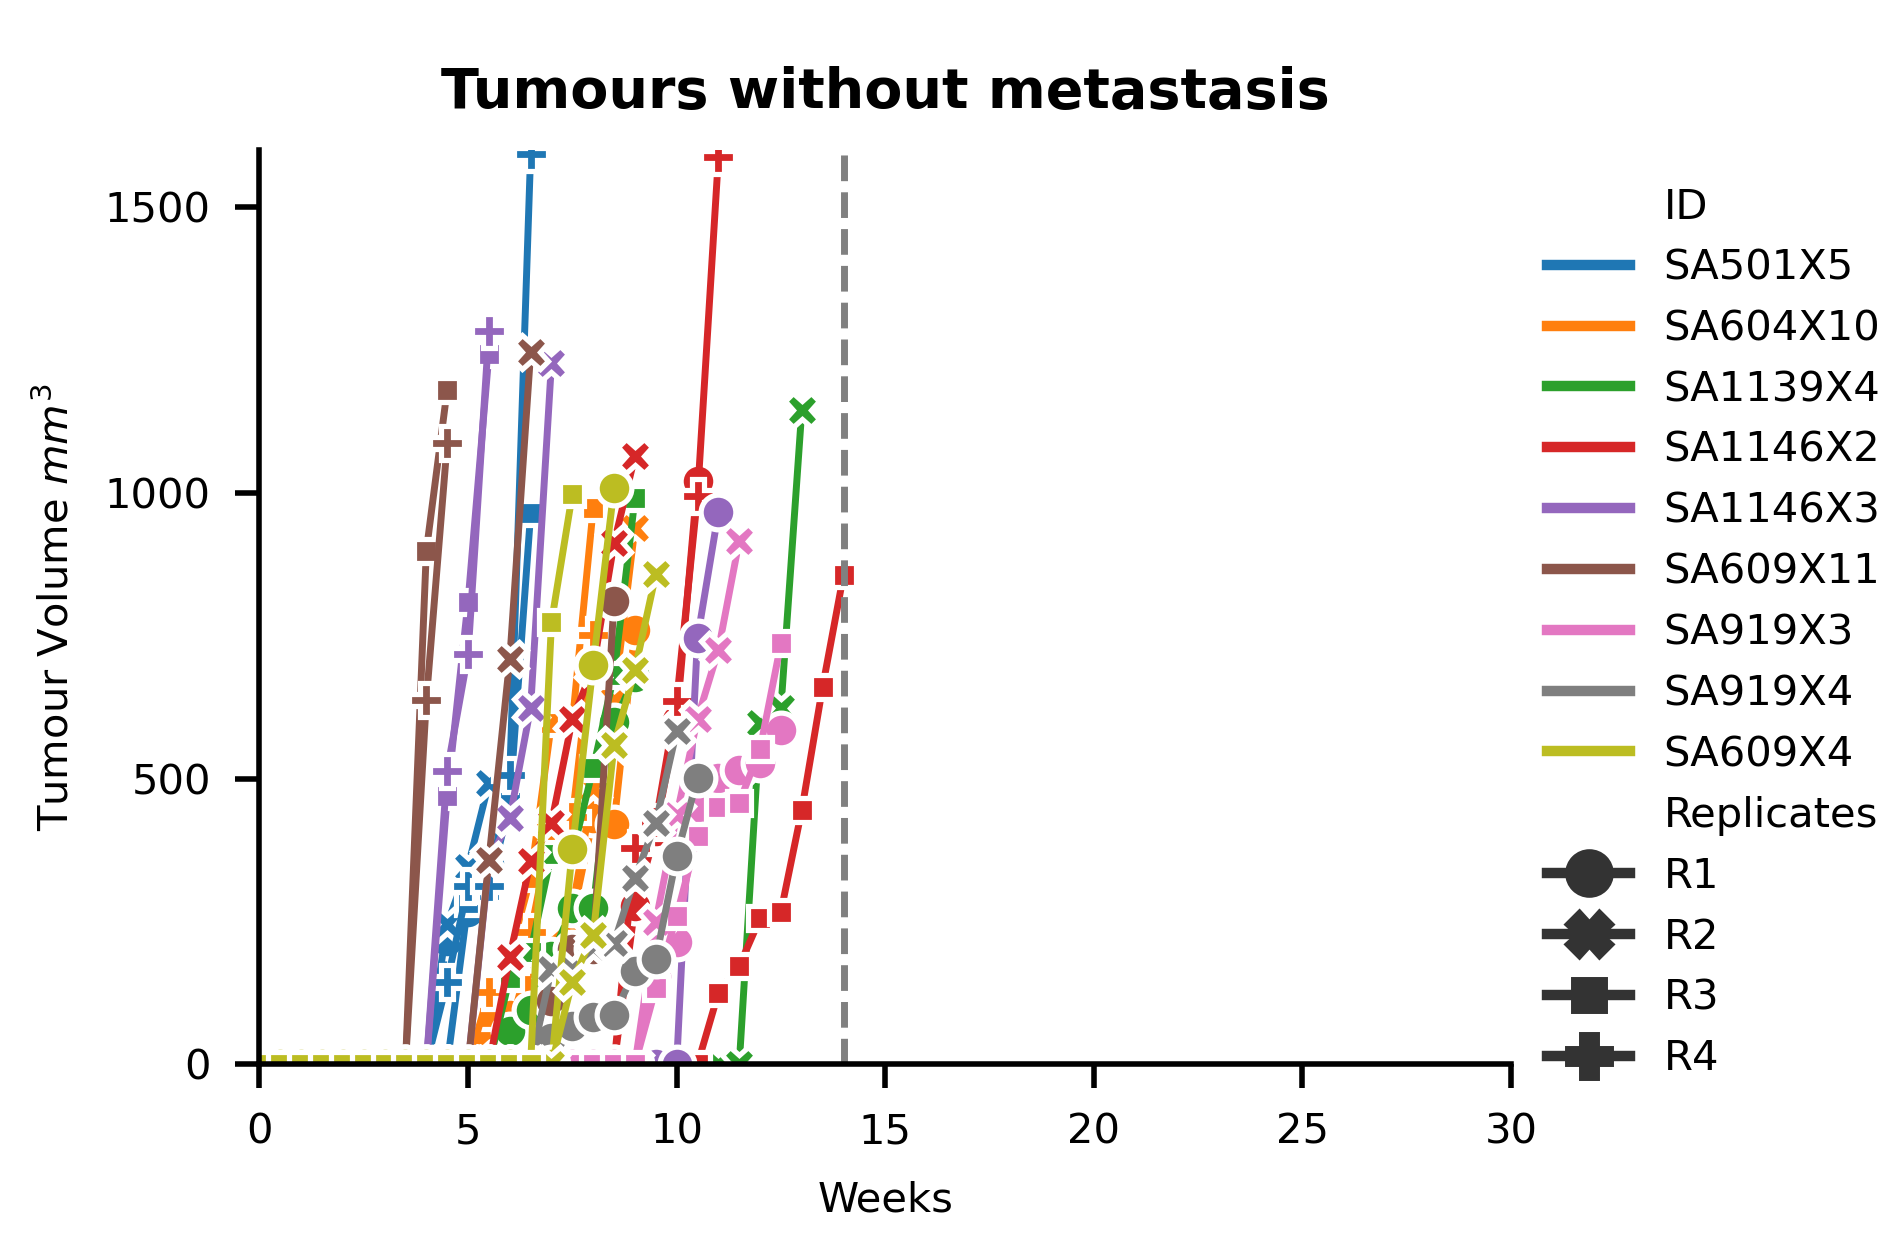 Tumours without metastasis
Tumour Volume mm³
1500
1000
500
0
0 5 10 15 20 25 30
Weeks
ID
SA501X5
SA604X10
SA1139X4
SA1146X2
SA1146X3
SA609X11
SA919X3
SA919X4
SA609X4
Replicates
R1
R2
R3
R4